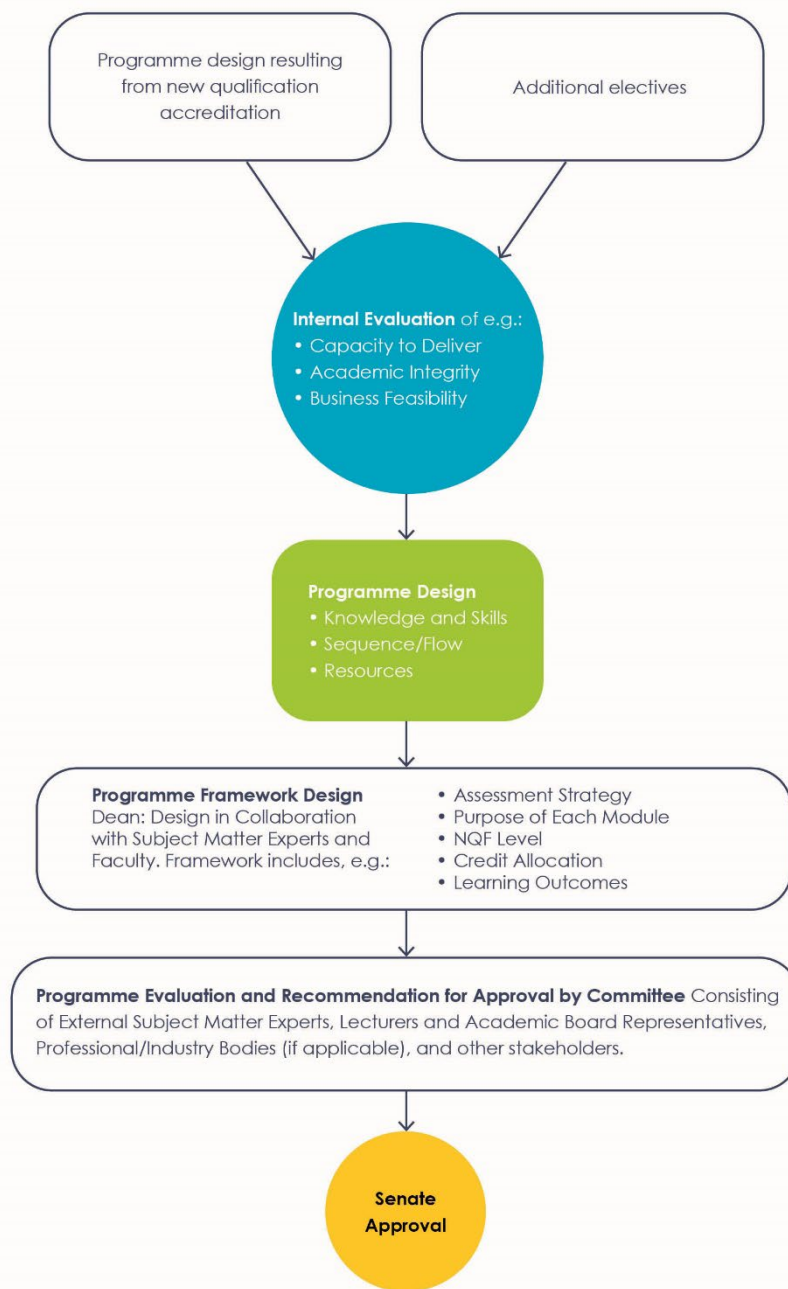 Programme design resulting
from new qualification
accreditation
Additional electives
Internal Evaluation of e.g.:
• Capacity to Deliver
• Academic Integrity
• Business Feasibility
Programme Design
• Knowledge and Skills
• Sequence/Flow
• Resources
Programme Framework Design
Dean: Design in Collaboration
with Subject Matter Experts and
Faculty. Framework includes, e.g.:
• Assessment Strategy
• Purpose of Each Module
• NQF Level
• Credit Allocation
• Learning Outcomes
Programme Evaluation and Recommendation for Approval by Committee Consisting
of External Subject Matter Experts, Lecturers and Academic Board Representatives,
Professional/Industry Bodies (if applicable), and other stakeholders.
Senate
Approval